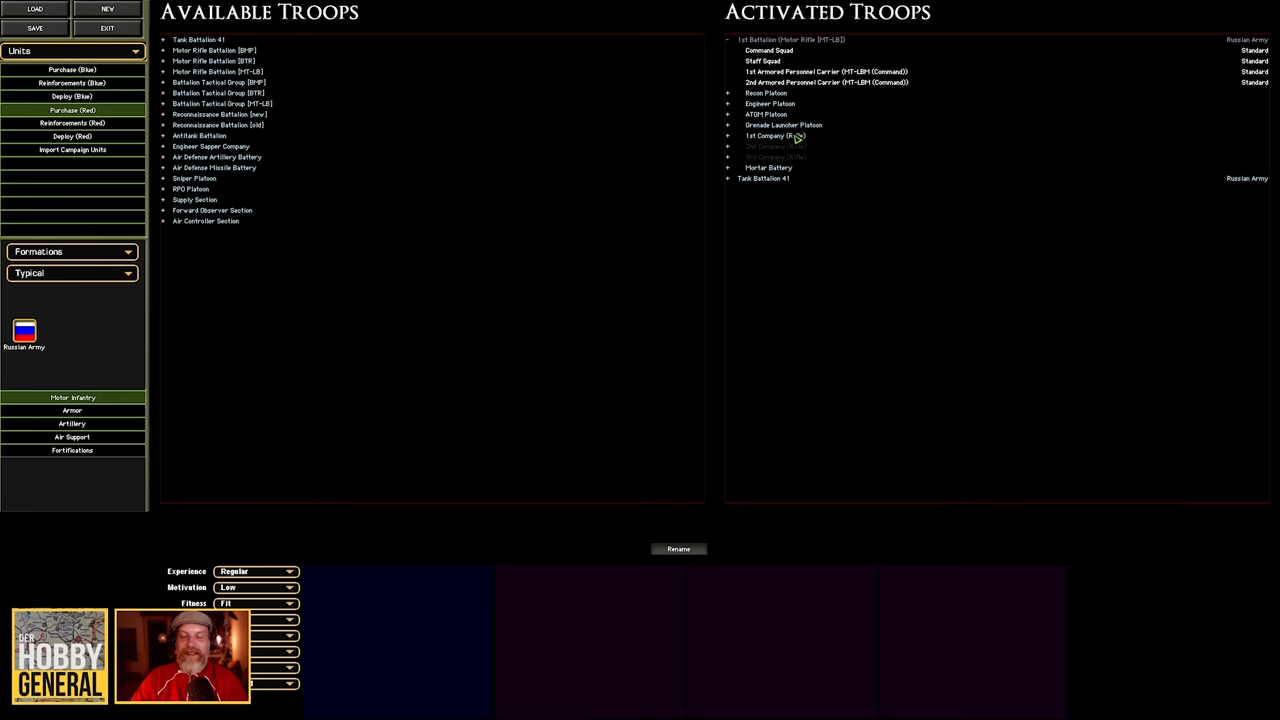 LOAD
NEW
SAVE
EXIT
Units
Purchase (Blue)
Reinforcements (Blue)
Deploy (Blue)
Purchase (Red)
Reinforcements (Red)
Deploy (Red)
Import Campaign Units
Formations
Typical
Russian Army
Motor Infantry
Armor
Artillery
Air Support
Fortifications
AVAILABLE TROOPS
+ Tank Battalion 41
+ Motor Rifle Battalion [BMP]
+ Motor Rifle Battalion [BTR]
+ Motor Rifle Battalion [MT-LB]
+ Battalion Tactical Group [BMP]
+ Battalion Tactical Group [BTR]
+ Battalion Tactical Group [MT-LB]
+ Reconnaissance Battalion [new]
+ Reconnaissance Battalion [old]
+ Antitank Battalion
+ Engineer Sapper Company
+ Air Defense Artillery Battery
+ Air Defense Missile Battery
+ Sniper Platoon
+ RPO Platoon
+ Supply Section
+ Forward Observer Section
+ Air Controller Section
ACTIVATED TROOPS
- 1st Battalion (Motor Rifle [MT-LB]) Russian Army
Command Squad Standard
Staff Squad Standard
1st Armored Personnel Carrier (MT-LBM (Command)) Standard
2nd Armored Personnel Carrier (MT-LBM (Command)) Standard
+ Recon Platoon
+ Engineer Platoon
+ ATGM Platoon
+ Grenade Launcher Platoon
+ 1st Company (Rifle)
+ 2nd Company (Rifle)
+ 3rd Company (Rifle)
+ Mortar Battery
+ Tank Battalion 41 Russian Army
Rename
Experience Regular
Motivation Low
Fitness Fit
DER
HOBBY
GENERAL